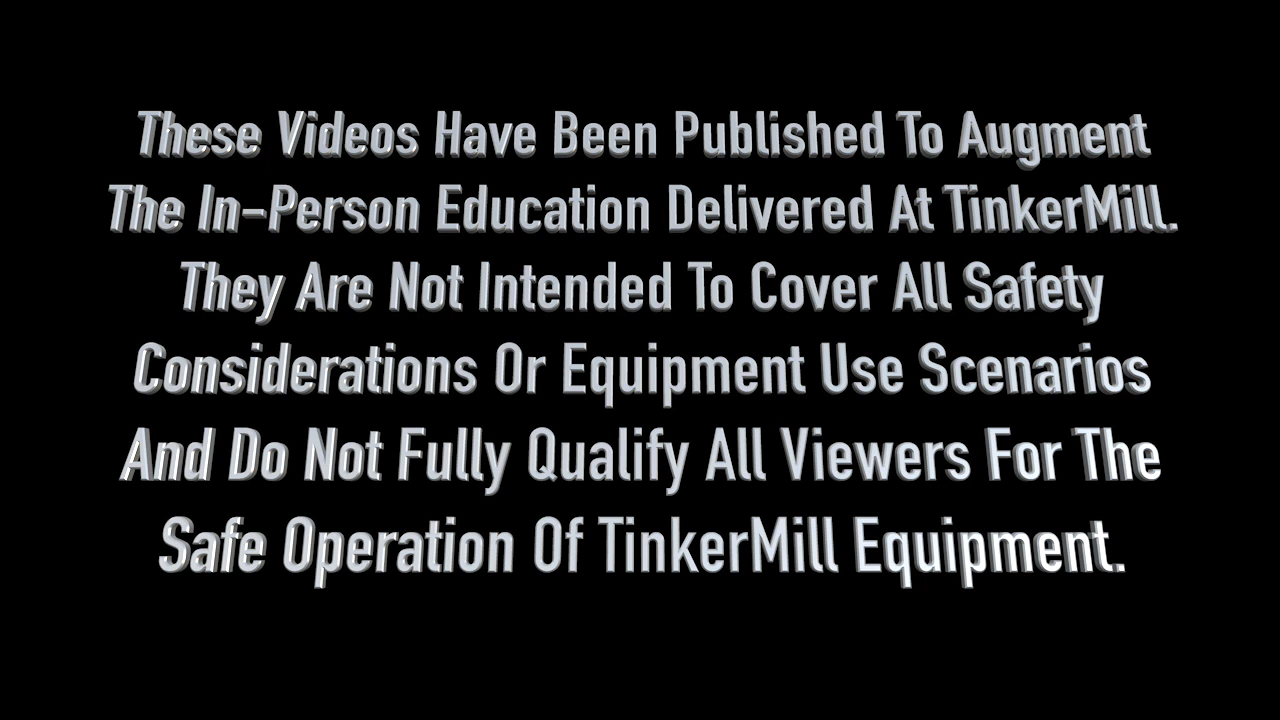 These Videos Have Been Published To Augment
The In-Person Education Delivered At TinkerMill.
They Are Not Intended To Cover All Safety
Considerations Or Equipment Use Scenarios
And Do Not Fully Qualify All Viewers For The
Safe Operation Of TinkerMill Equipment.